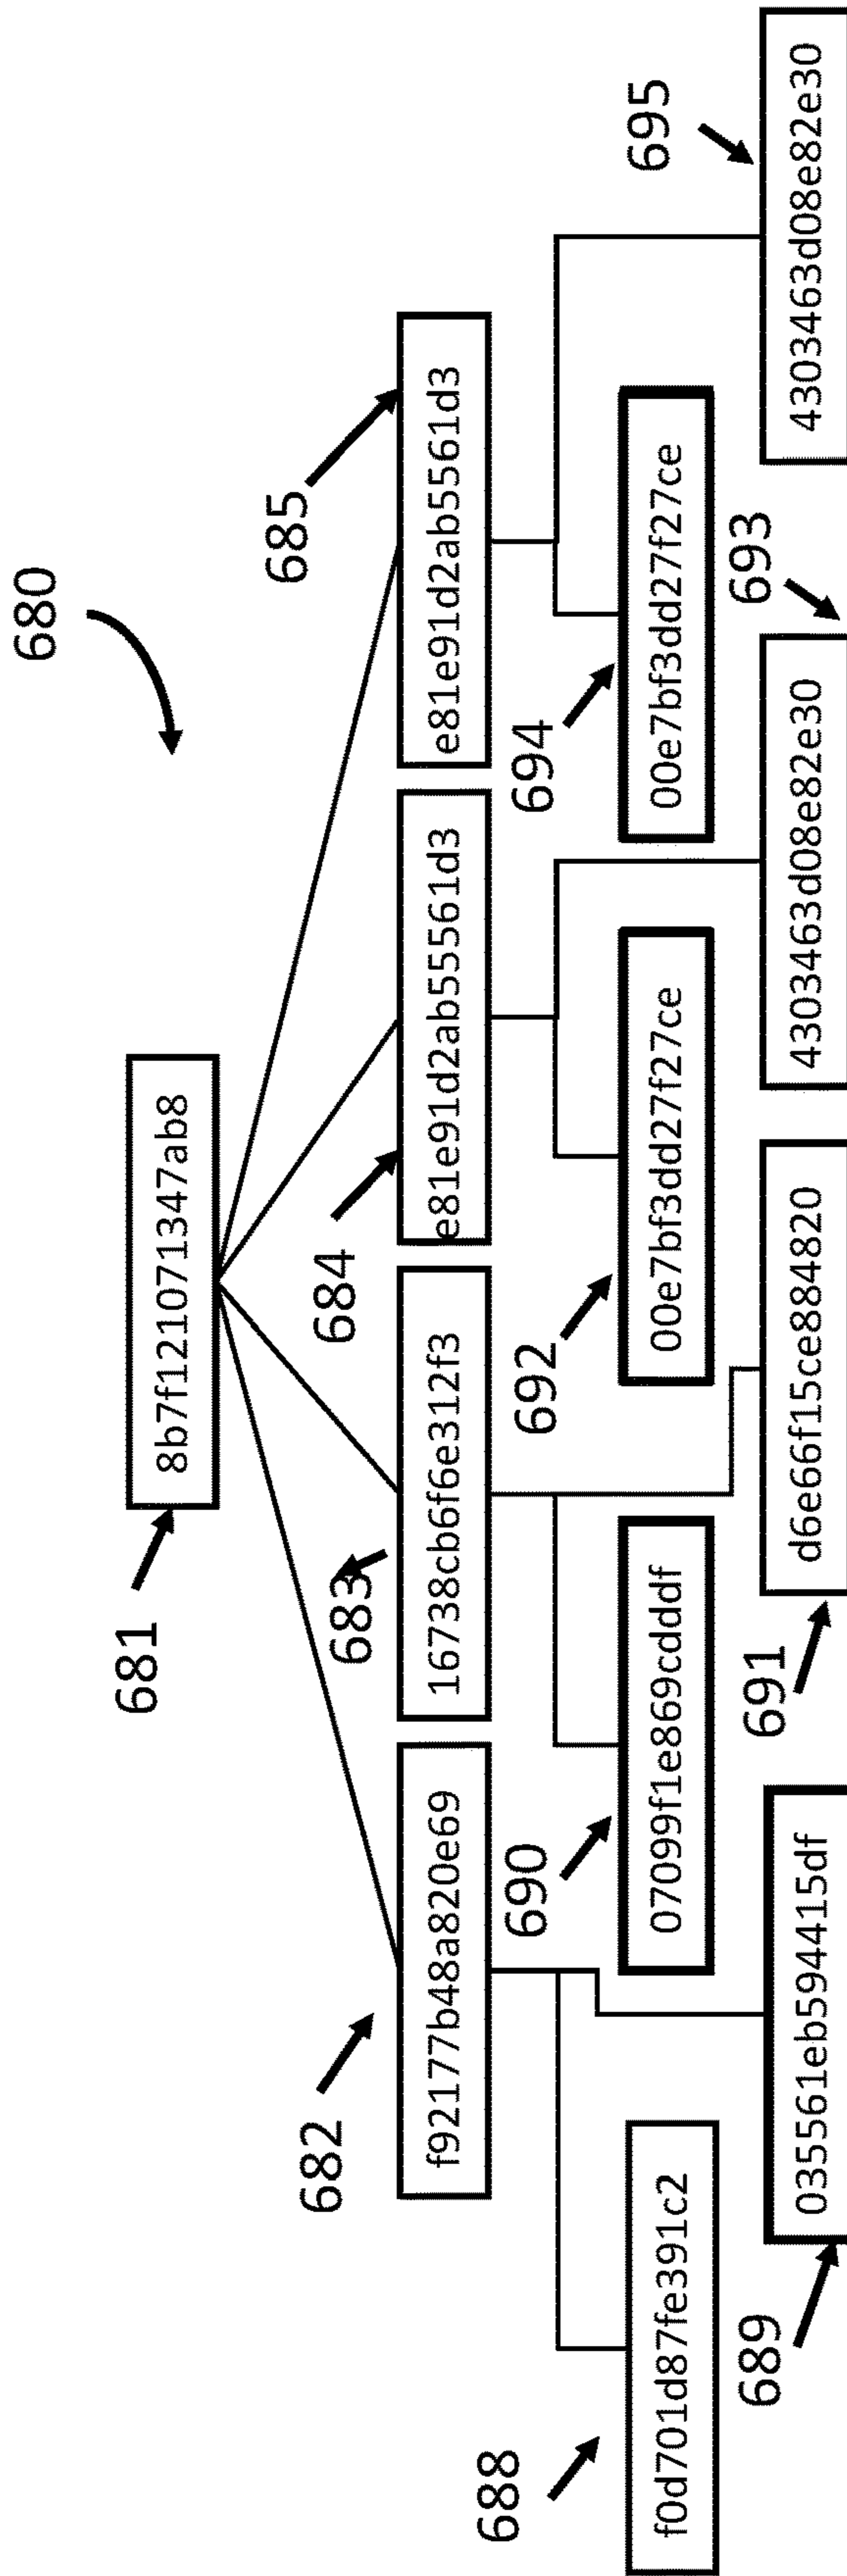 680
681
8b7f121071347ab8
682
683
684
685
f92177b48a820e69
16738cb6f6e312f3
e81e91d2ab55561d3
e81e91d2ab5561d3
688
690
692
694
695
f0d701d87fe391c2
07099f1e869cdddf
00e7bf3dd27f27ce
00e7bf3dd27f27ce
689
691
693
035561eb594415df
d6e66f15ce884820
4303463d08e82e30
4303463d08e82e30